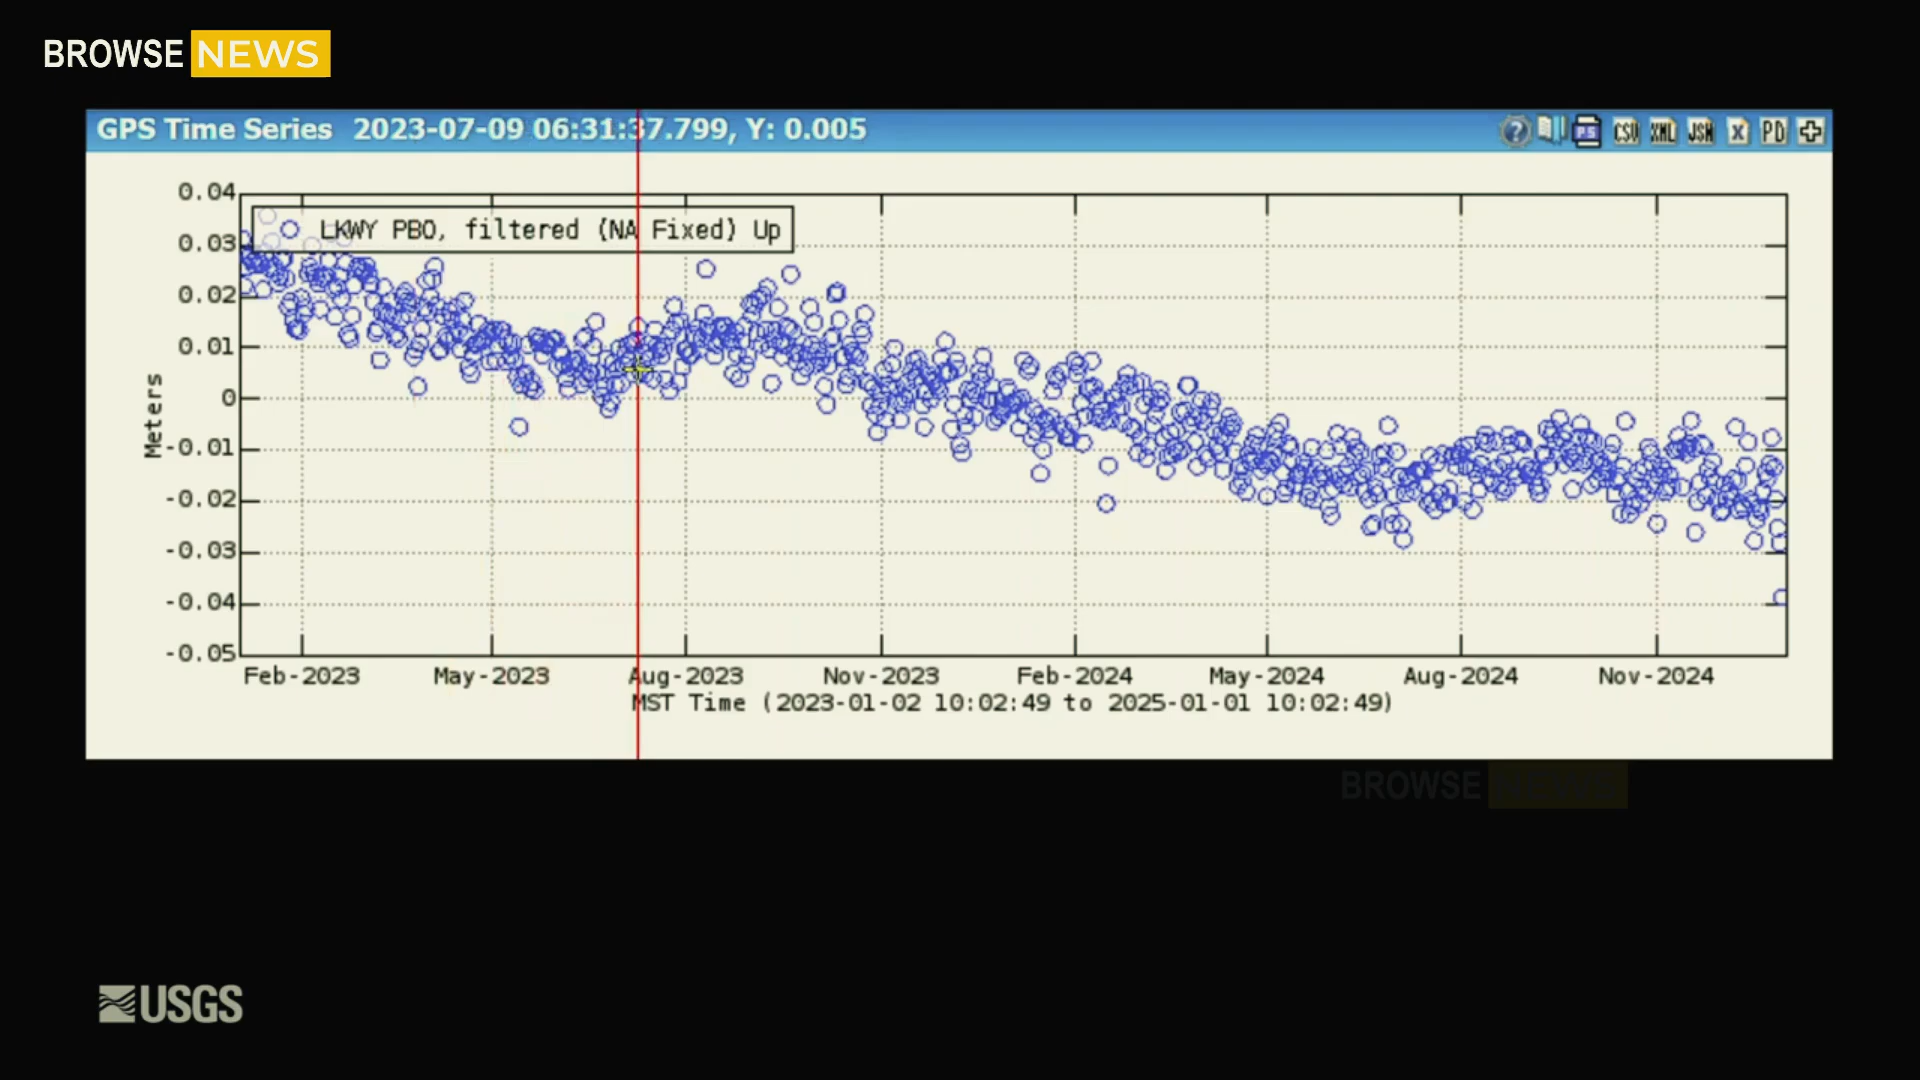 BROWSE NEWS
GPS Time Series 2023-07-09 06:31:37.799, Y: 0.005
PS CSV XML JSN X PD
LKWY PBO, filtered (NA Fixed) Up
0.04
0.03
0.02
0.01
0
-0.01
-0.02
-0.03
-0.04
-0.05
Meters
Feb-2023 May-2023 Aug-2023 Nov-2023 Feb-2024 May-2024 Aug-2024 Nov-2024
MST Time (2023-01-02 10:02:49 to 2025-01-01 10:02:49)
BROWSE NEWS
USGS